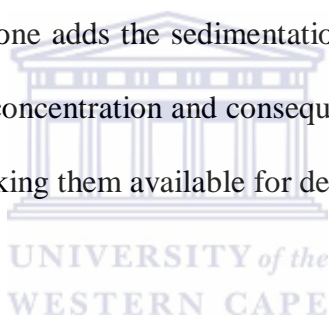 one adds the sedimentatio
concentration and consequ
king them available for de
UNIVERSITY of the
WESTERN CAPE